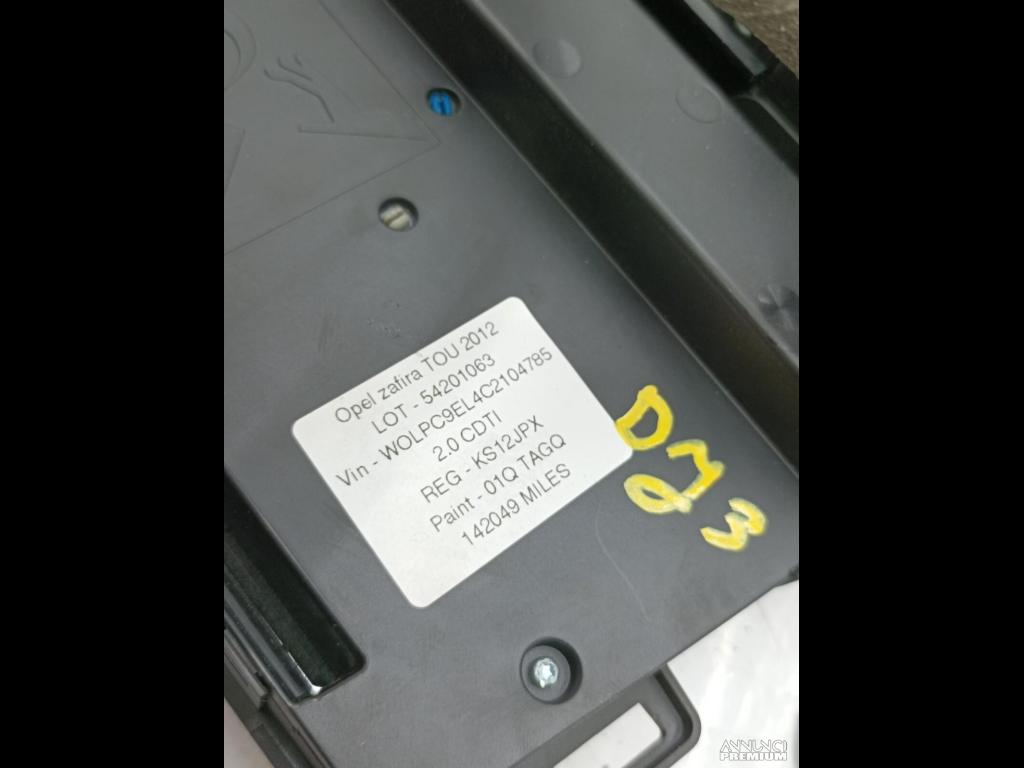 Opel zafira TOU 2012
LOT - 54201063
Vin - WOLPC9EL4C2104785
2.0 CDTI
REG - KS12JPX
Paint - 01Q TAGQ
142049 MILES
ANNUNCI
PREMIUM